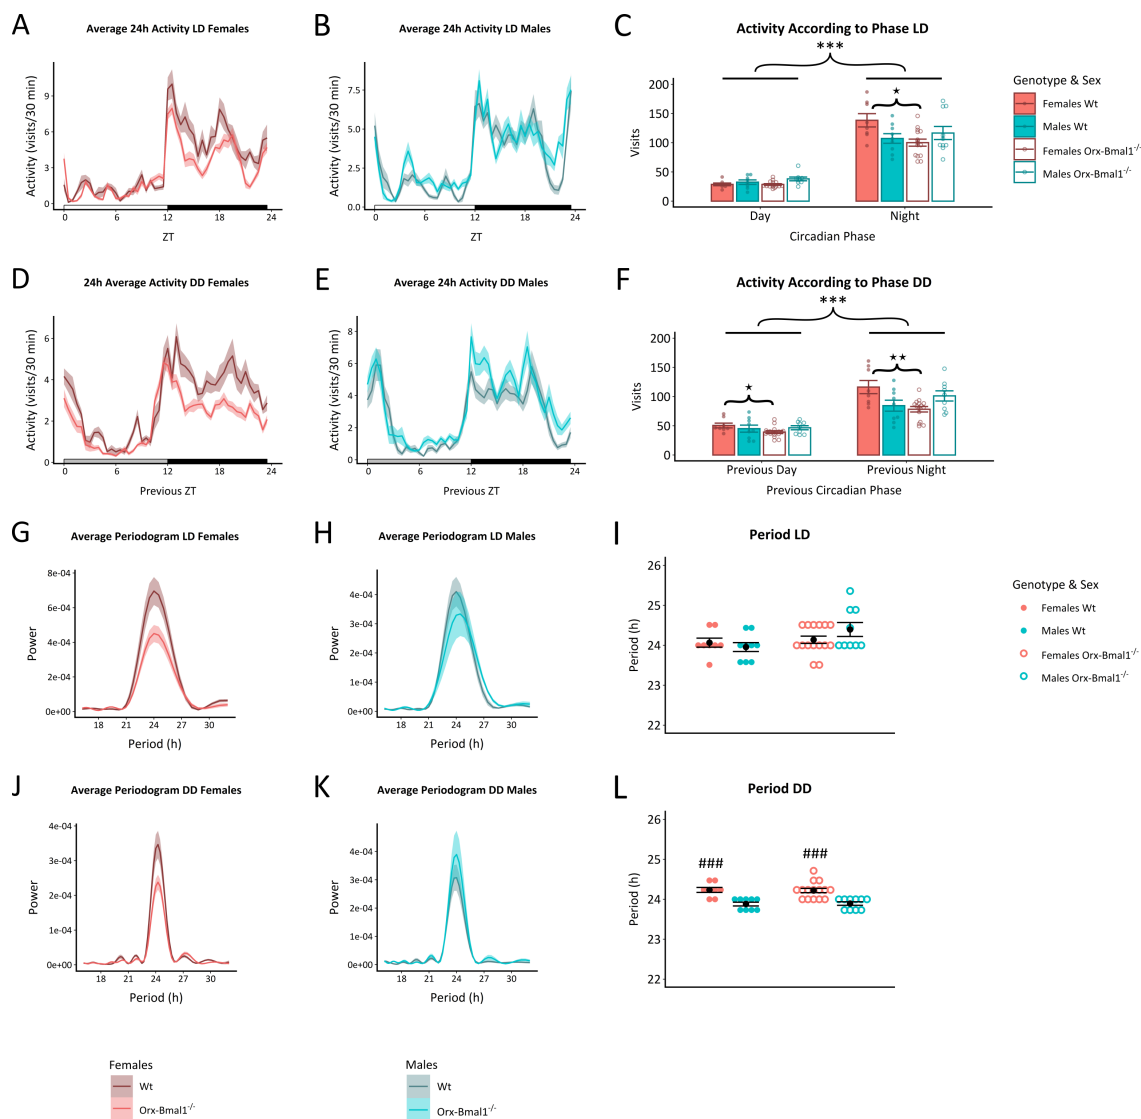 A
Average 24h Activity LD Females
Activity (visits/30 min)
9
6
3
0
0
6
12
18
24
ZT
B
Average 24h Activity LD Males
Activity (visits/30 min)
7.5
5.0
2.5
0.0
0
6
12
18
24
ZT
C
Activity According to Phase LD
***
★
Visits
200
150
100
50
0
Day
Night
Circadian Phase
Genotype & Sex
Females Wt
Males Wt
Females Orx-Bmal1-/-
Males Orx-Bmal1-/-
D
24h Average Activity DD Females
Activity (visits/30 min)
6
4
2
0
0
6
12
18
24
Previous ZT
E
Average 24h Activity DD Males
Activity (visits/30 min)
8
6
4
2
0
0
6
12
18
24
Previous ZT
F
Activity According to Phase DD
***
★
★★
Visits
200
150
100
50
0
Previous Day
Previous Night
Previous Circadian Phase
G
Average Periodogram LD Females
Power
8e-04
6e-04
4e-04
2e-04
0e+00
18
21
24
27
30
Period (h)
H
Average Periodogram LD Males
Power
4e-04
3e-04
2e-04
1e-04
0e+00
18
21
24
27
30
Period (h)
I
Period LD
Period (h)
26
25
24
23
22
Genotype & Sex
Females Wt
Males Wt
Females Orx-Bmal1-/-
Males Orx-Bmal1-/-
J
Average Periodogram DD Females
Power
4e-04
3e-04
2e-04
1e-04
0e+00
18
21
24
27
30
Period (h)
K
Average Periodogram DD Males
Power
4e-04
3e-04
2e-04
1e-04
0e+00
18
21
24
27
30
Period (h)
L
Period DD
Period (h)
26
25
24
23
22
###
###
Females
Wt
Orx-Bmal1-/-
Males
Wt
Orx-Bmal1-/-